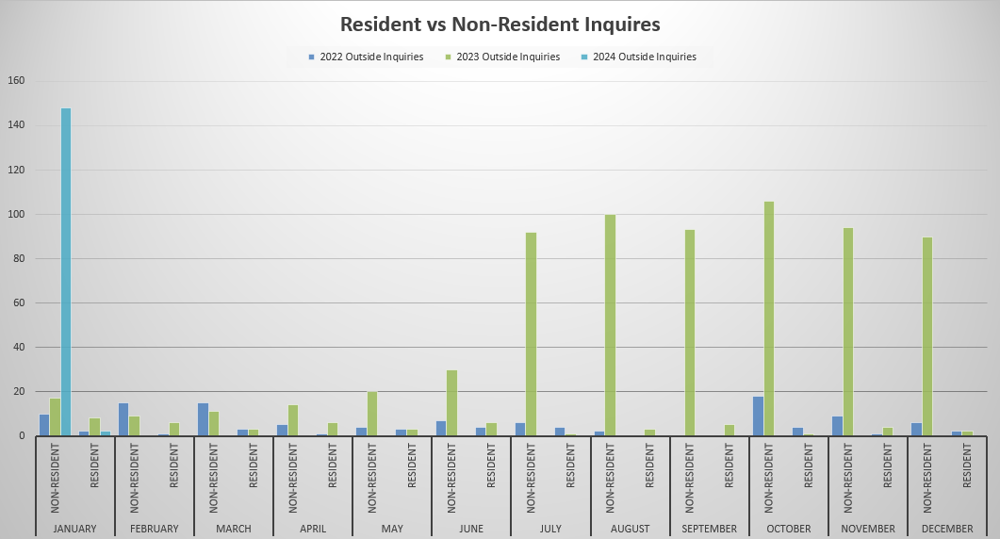 Resident vs Non-Resident Inquires
2022 Outside Inquiries 2023 Outside Inquiries 2024 Outside Inquiries
160
140
120
100
80
60
40
20
0
NON-RESIDENT RESIDENT NON-RESIDENT RESIDENT NON-RESIDENT RESIDENT NON-RESIDENT RESIDENT NON-RESIDENT RESIDENT NON-RESIDENT RESIDENT NON-RESIDENT RESIDENT NON-RESIDENT RESIDENT NON-RESIDENT RESIDENT NON-RESIDENT RESIDENT NON-RESIDENT RESIDENT NON-RESIDENT RESIDENT
JANUARY FEBRUARY MARCH APRIL MAY JUNE JULY AUGUST SEPTEMBER OCTOBER NOVEMBER DECEMBER